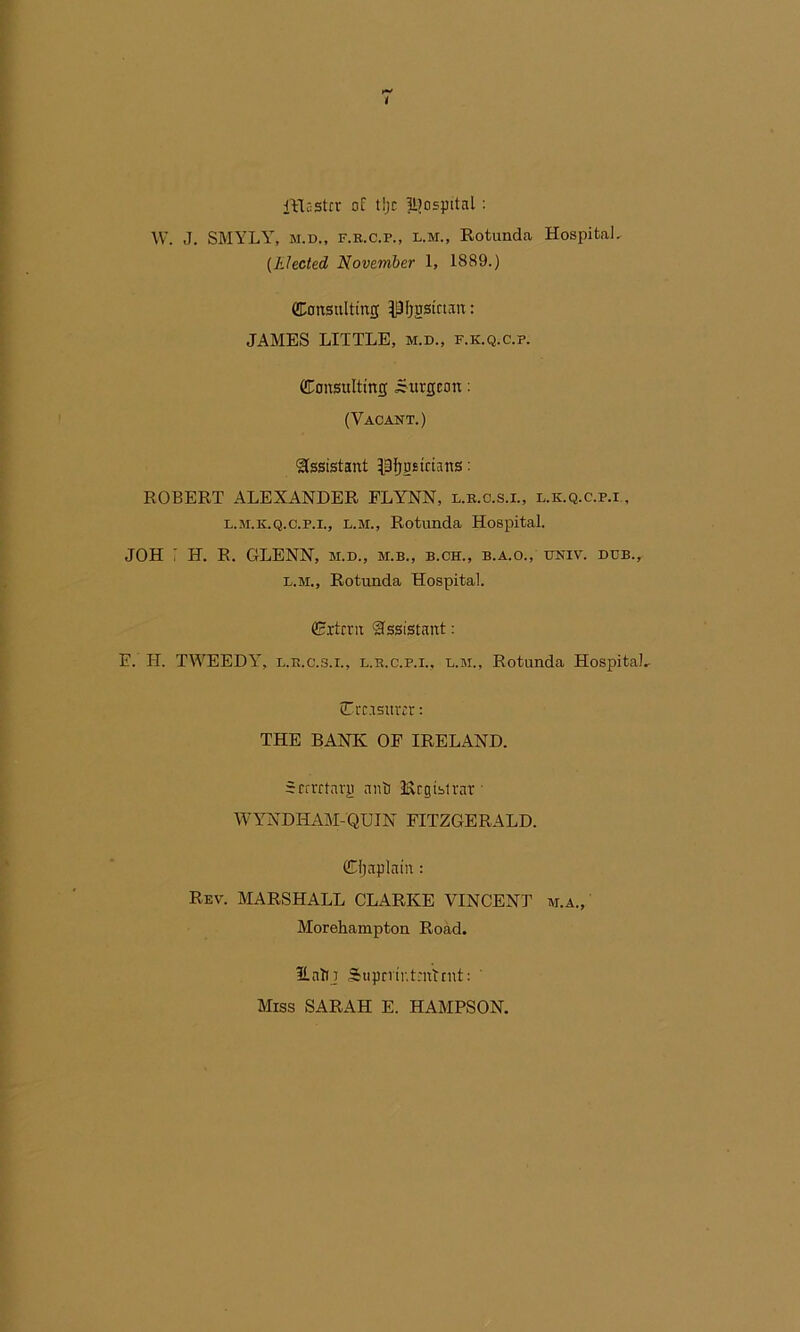 7
Master of the Hospital :
W. J. SMYLY, M.D., F.R.C.P., L.M., Rotunda Hospital.
(Elected November 1, 1889.)
Consulting Physician :
JAMES LITTLE, M.D., F.K.Q.C.P.
Consulting Surgeon :
(VACANT.)
Assistant Physicians :
ROBERT ALEXANDER FLYNN, L.R.C.S.I., L.K.Q.C.P.I.,
L.M.K.Q.C.P.I., L.M., Rotunda Hospital.
JOH H. R. GLENN, M.D., M.B., B.CH., B.A.O., UNIV. DUB.,
L.M., Rotunda Hospital.
Extern Assistant :
E. H. TWEEDY, L.R.C.S.I., L.R.C.P.I., L.M., Rotunda Hospital.
Treasurer :
THE BANK OF IRELAND.
Secretary and Registrar
WYNDHAM-QUIN FITZGERALD.
Chaplain :
REV. MARSHALL CLARKE VINCENT M.A.,
Morehampton Road.
Lady Superintendent :
MISS SARAH E. HAMPSON.